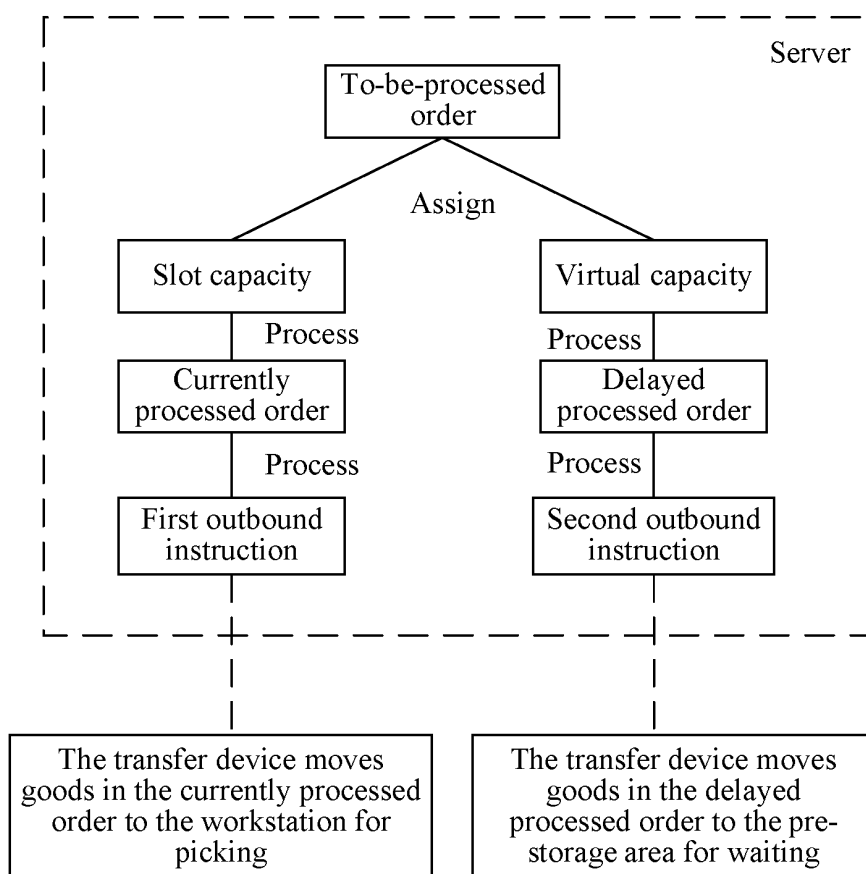 Server
To-be-processed
order
Assign
Slot capacity
Virtual capacity
Process
Process
Currently
processed order
Delayed
processed order
Process
Process
First outbound
instruction
Second outbound
instruction
The transfer device moves
goods in the currently processed
order to the workstation for
picking
The transfer device moves
goods in the delayed
processed order to the pre-
storage area for waiting